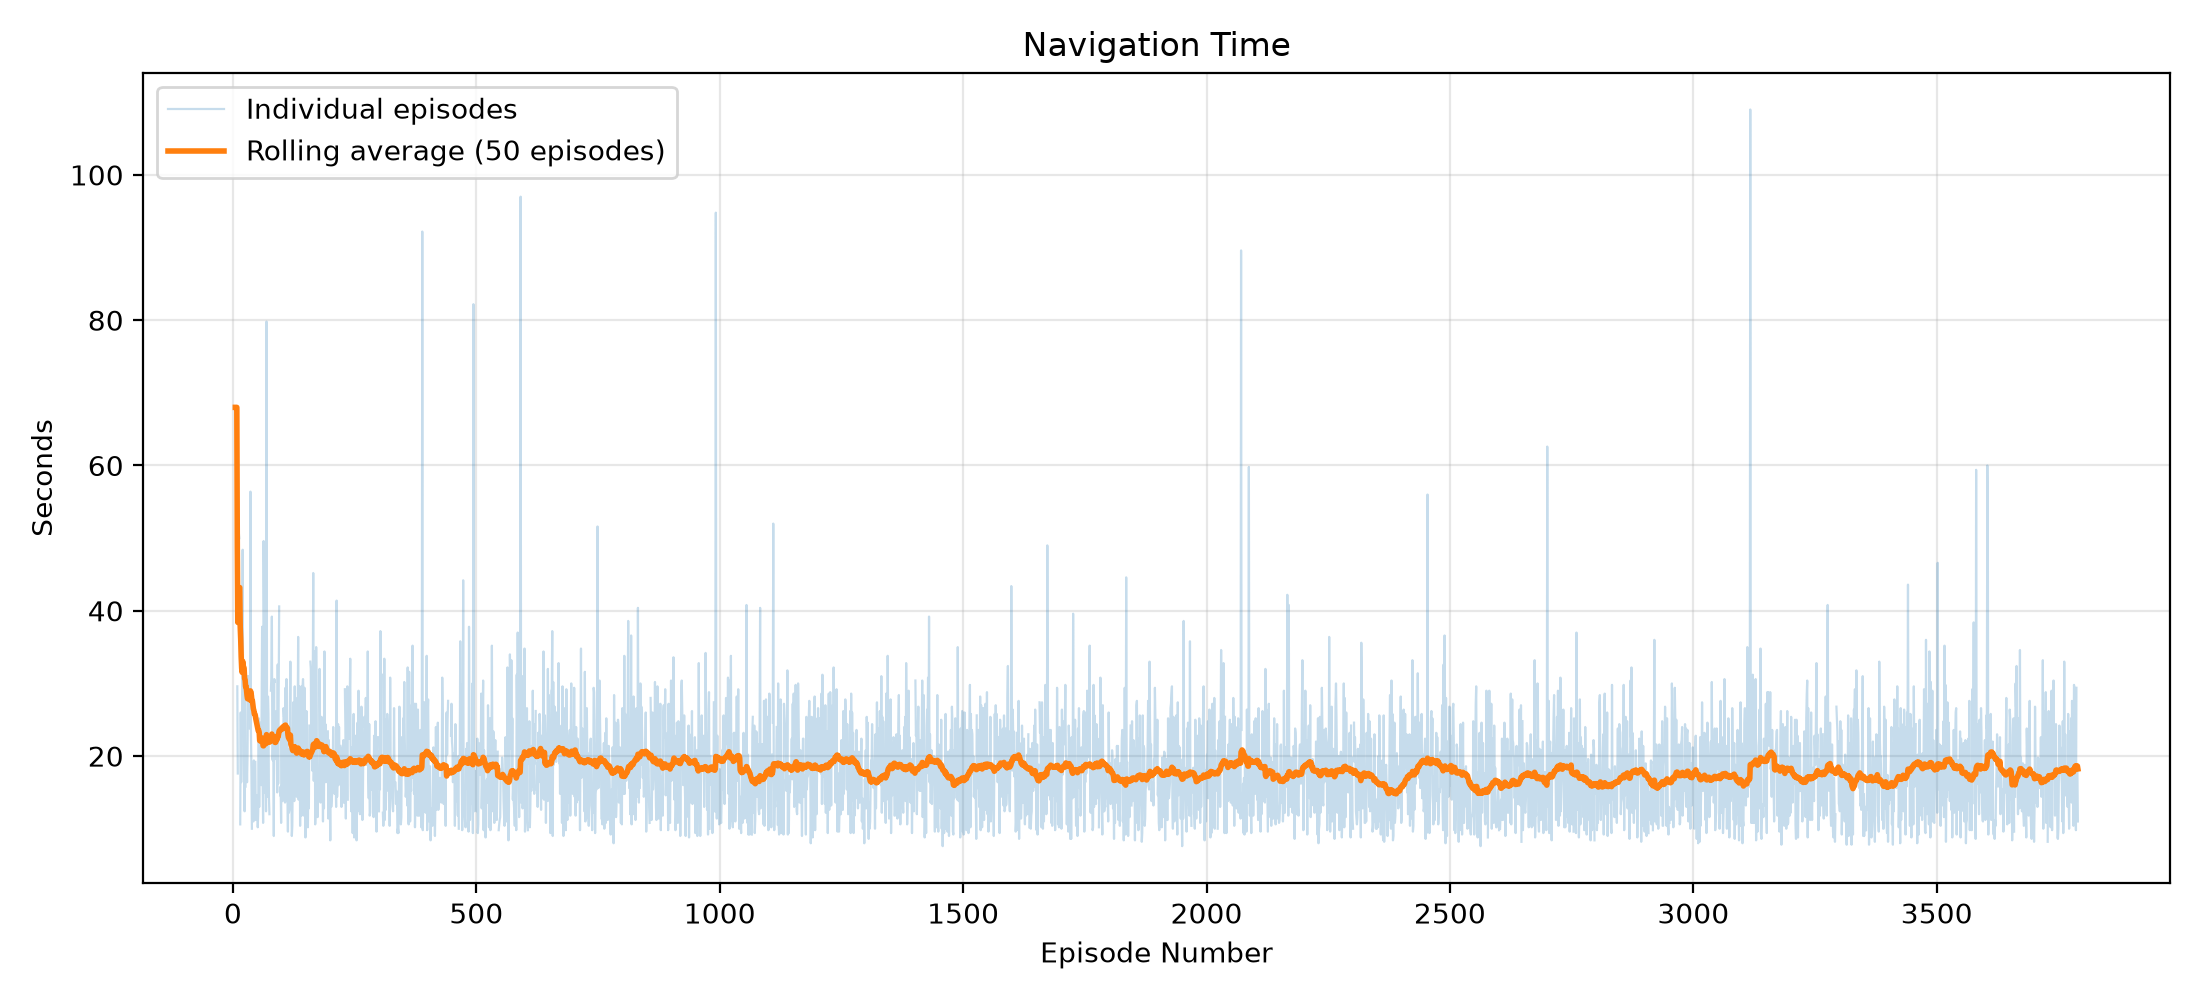 Navigation Time
Individual episodes
Rolling average (50 episodes)
100
80
60
40
20
Seconds
0
500
1000
1500
2000
2500
3000
3500
Episode Number